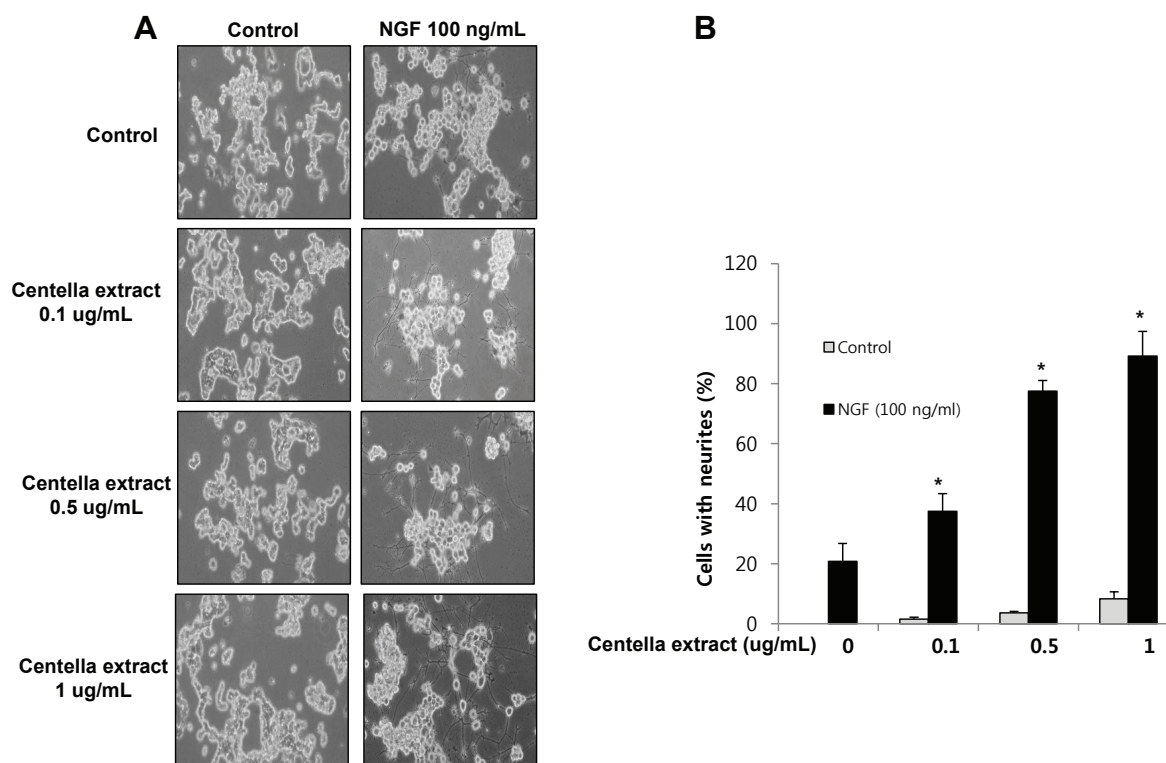 A
Control
NGF 100 ng/mL
Control
Centella extract
0.1 ug/mL
Centella extract
0.5 ug/mL
Centella extract
1 ug/mL
B
120
100
80
60
40
20
0
Cells with neurites (%)
Control
NGF (100 ng/ml)
*
*
*
*
Centella extract (ug/mL)
0
0.1
0.5
1